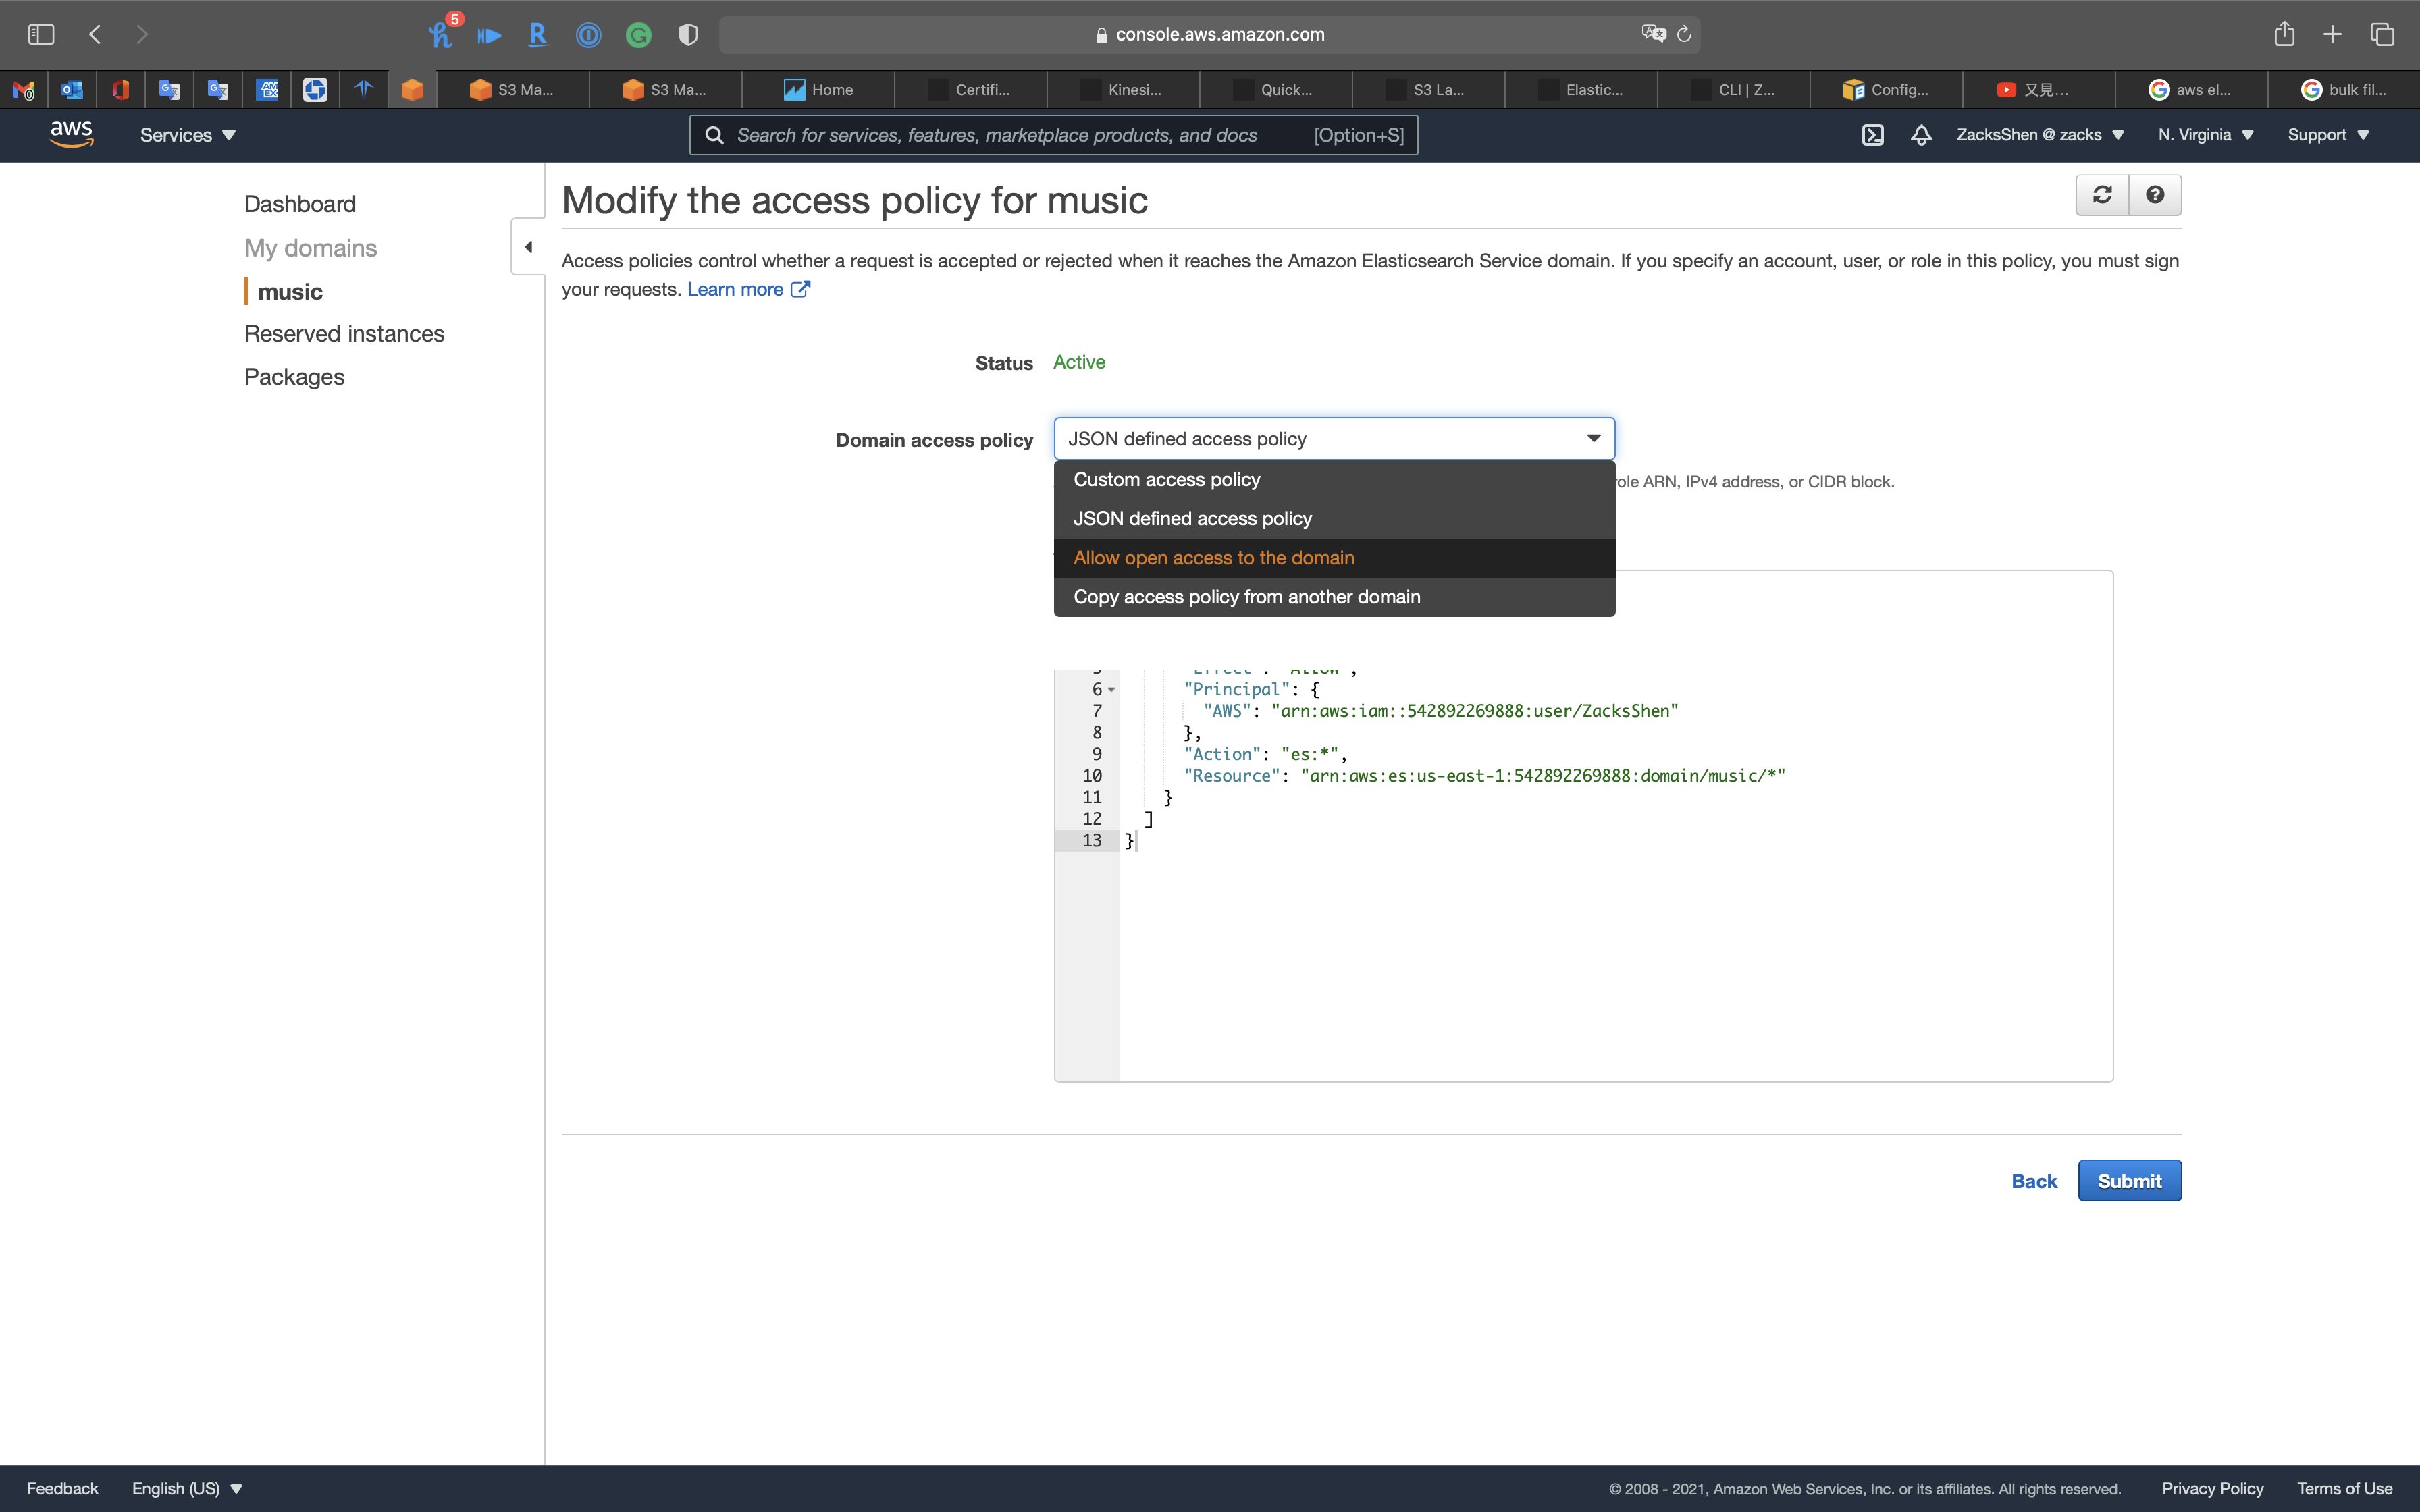 5
console.aws.amazon.com
S3 Ma...
S3 Ma...
Home
Certifi...
Kinesi...
Quick...
S3 La...
Elastic...
CLI | Z...
Config...
又見...
aws el...
bulk fil...
aws
Services
Search for services, features, marketplace products, and docs [Option+S]
ZacksShen @ zacks
N. Virginia
Support
Dashboard
My domains
music
Reserved instances
Packages
Modify the access policy for music
Access policies control whether a request is accepted or rejected when it reaches the Amazon Elasticsearch Service domain. If you specify an account, user, or role in this policy, you must sign
your requests. Learn more
Status Active
Domain access policy JSON defined access policy
Custom access policy
role ARN, IPv4 address, or CIDR block.
JSON defined access policy
Allow open access to the domain
Copy access policy from another domain
6 "Principal": {
7 "AWS": "arn:aws:iam::542892269888:user/ZacksShen"
8 },
9 "Action": "es:*",
10 "Resource": "arn:aws:es:us-east-1:542892269888:domain/music/*"
11 }
12 ]
13 }
Back
Submit
Feedback
English (US)
© 2008 - 2021, Amazon Web Services, Inc. or its affiliates. All rights reserved.
Privacy Policy
Terms of Use